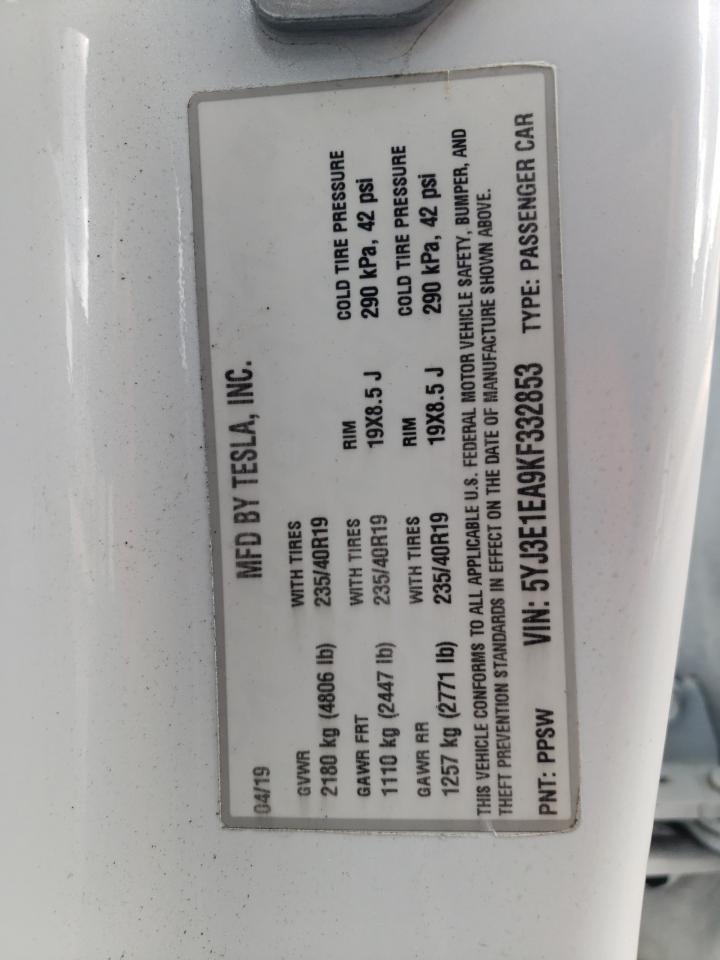 MFD BY TESLA, INC.
04/19
GVWR WITH TIRES
2180 kg (4806 lb) 235/40R19
GAWR FRT WITH TIRES RIM COLD TIRE PRESSURE
1110 kg (2447 lb) 235/40R19 19X8.5 J 290 kPa, 42 psi
GAWR RR WITH TIRES RIM COLD TIRE PRESSURE
1257 kg (2771 lb) 235/40R19 19X8.5 J 290 kPa, 42 psi
THIS VEHICLE CONFORMS TO ALL APPLICABLE U.S. FEDERAL MOTOR VEHICLE SAFETY, BUMPER, AND
THEFT PREVENTION STANDARDS IN EFFECT ON THE DATE OF MANUFACTURE SHOWN ABOVE.
PNT: PPSW VIN: 5YJ3E1EA9KF332853 TYPE: PASSENGER CAR